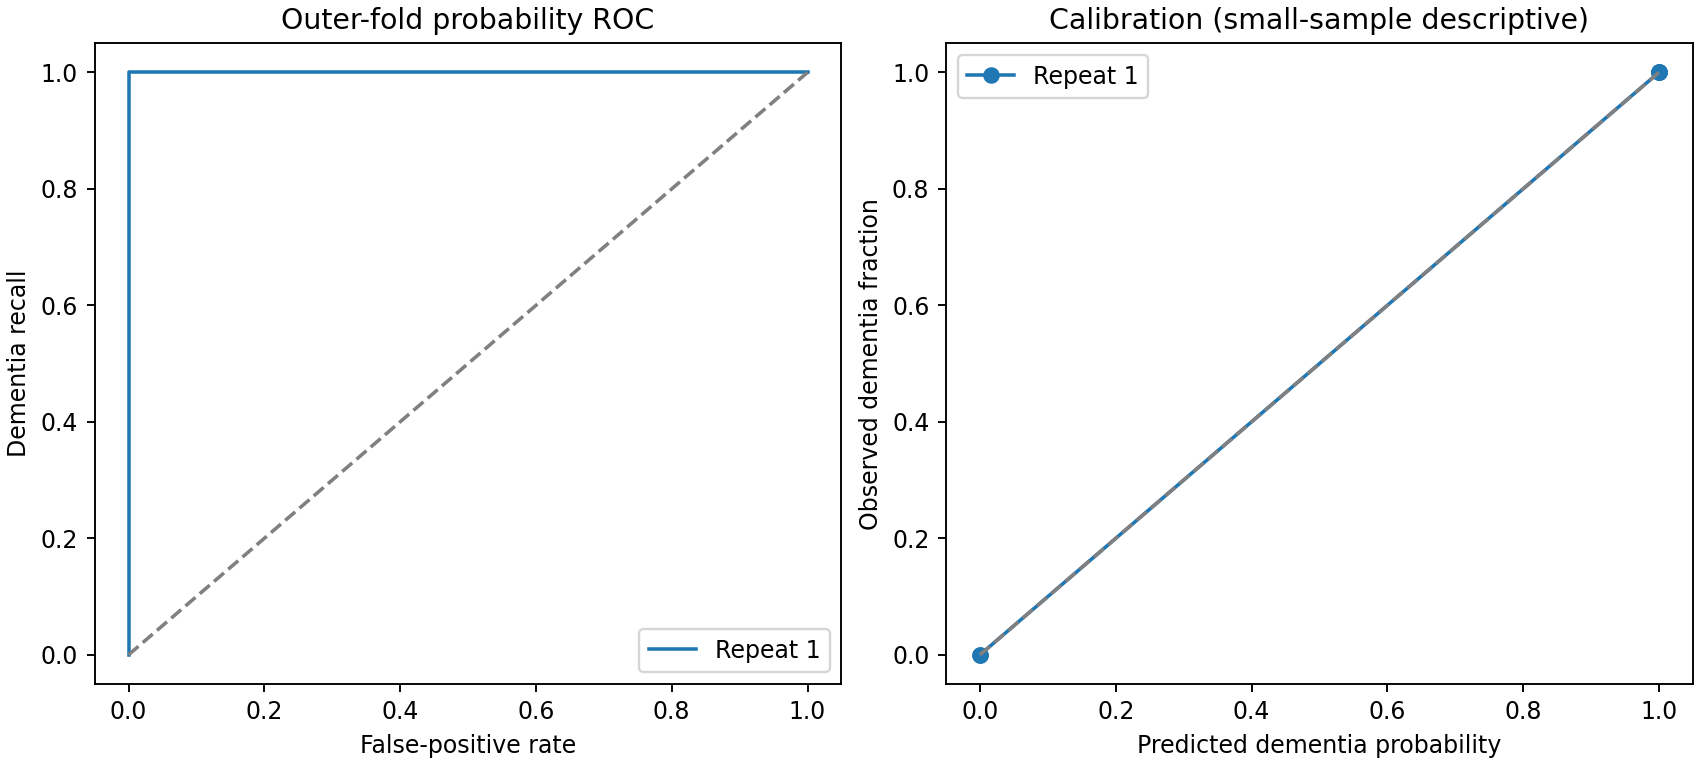 Outer-fold probability ROC
Dementia recall
1.0
0.8
0.6
0.4
0.2
0.0
0.0 0.2 0.4 0.6 0.8 1.0
False-positive rate
Repeat 1
Calibration (small-sample descriptive)
Repeat 1
Observed dementia fraction
1.0
0.8
0.6
0.4
0.2
0.0
0.0 0.2 0.4 0.6 0.8 1.0
Predicted dementia probability